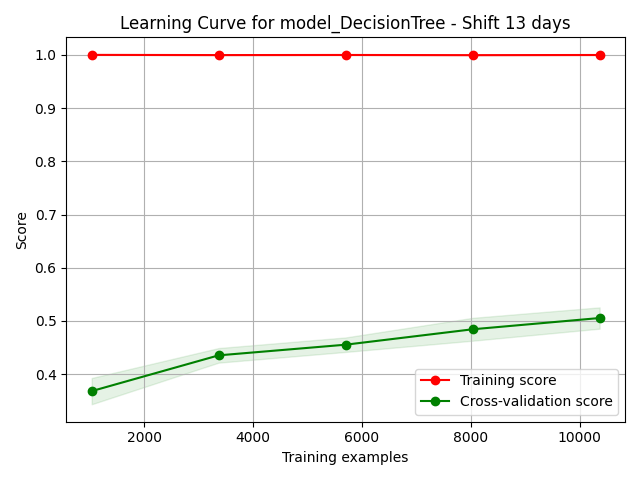 Learning Curve for model_DecisionTree - Shift 13 days
Score
1.0
0.9
0.8
0.7
0.6
0.5
0.4
Training score
Cross-validation score
2000 4000 6000 8000 10000
Training examples